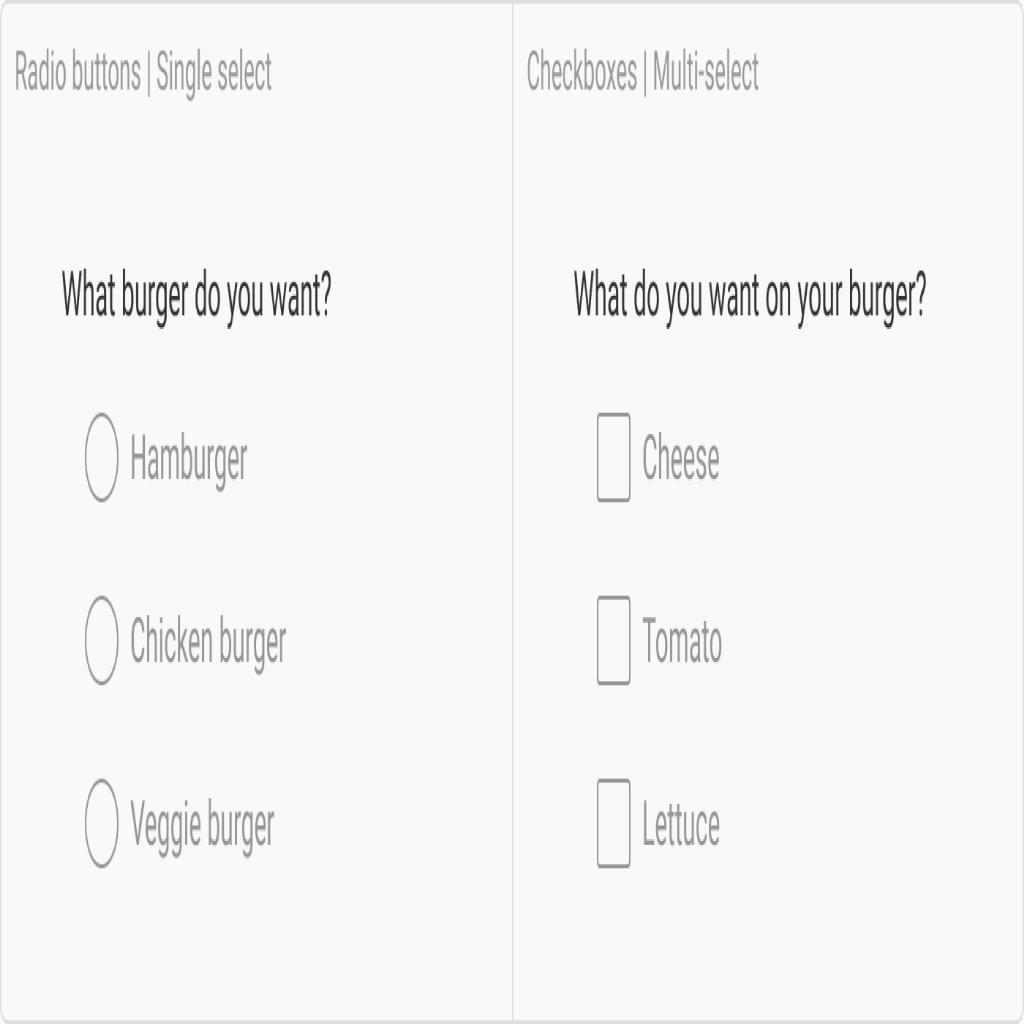 Radio buttons | Single select
What burger do you want?
Hamburger
Chicken burger
Veggie burger
Checkboxes | Multi-select
What do you want on your burger?
Cheese
Tomato
Lettuce